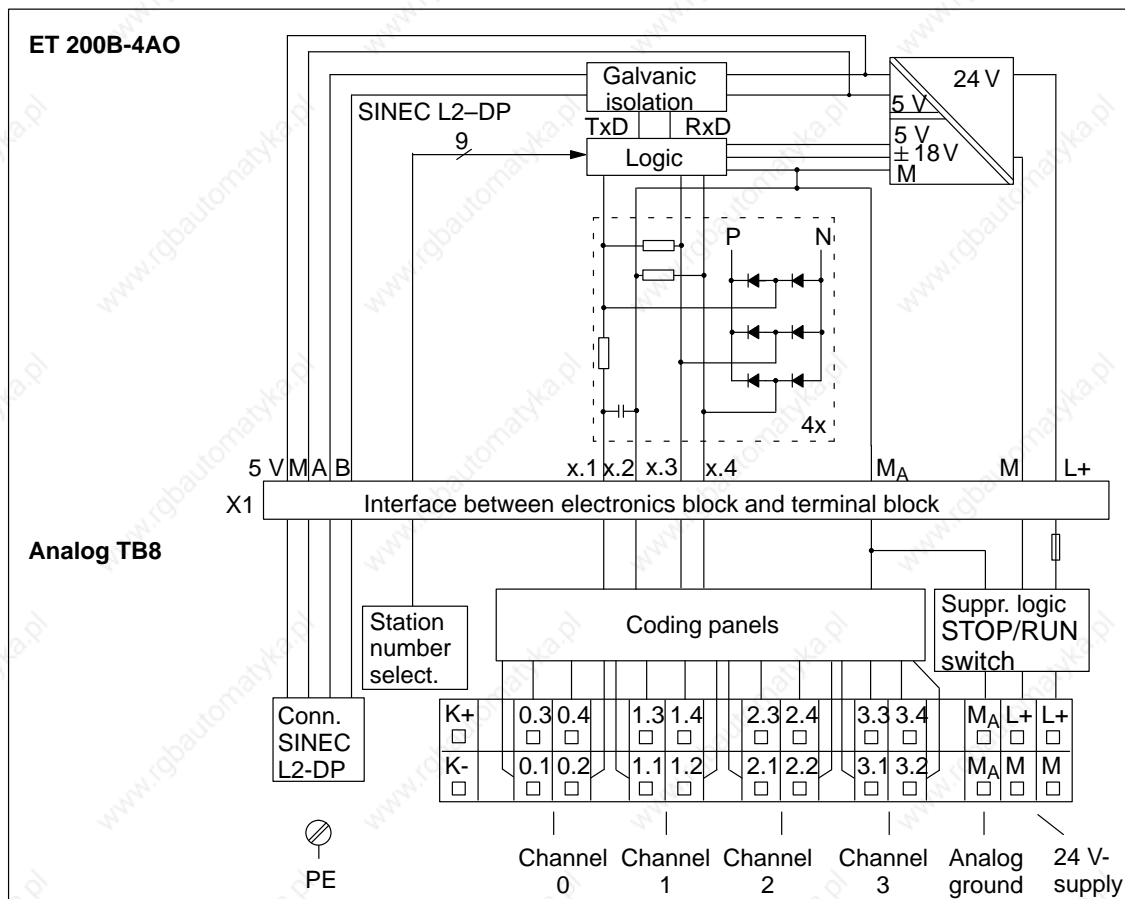 ET 200B-4AO
Galvanic
isolation
24 V
5 V
SINEC L2–DP
TxD
RxD
9
Logic
5 V
± 18 V
M
P
N
4x
5 V M A B
x.1 x.2 x.3 x.4
MA
M
L+
X1
Interface between electronics block and terminal block
Analog TB8
Station
number
select.
Coding panels
Suppr. logic
STOP/RUN
switch
Conn.
SINEC
L2-DP
K+ 0.3 0.4 1.3 1.4 2.3 2.4 3.3 3.4 MA L+ L+
K- 0.1 0.2 1.1 1.2 2.1 2.2 3.1 3.2 MA M M
PE
Channel
0
Channel
1
Channel
2
Channel
3
Analog
ground
24 V-
supply
www.rgbautomatyka.pl